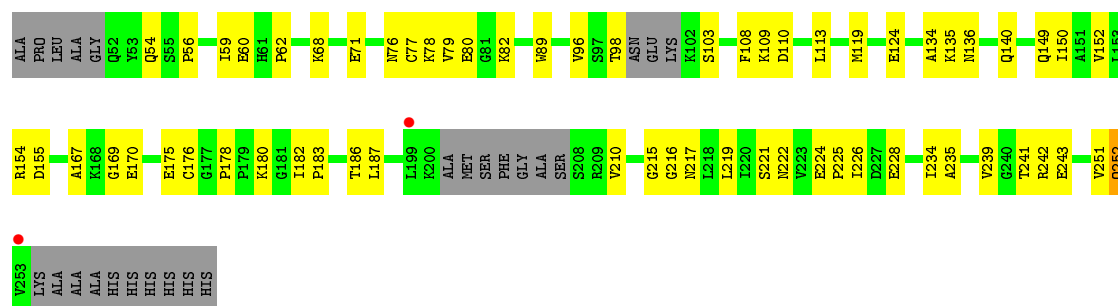 ALA PRO LEU ALA GLY Q52 Y53 Q54 S55 P56 I59 E60 H61 P62 K68 E71 N76 C77 K78 V79 E80 G81 K82 W89 V96 S97 T98 ASN GLU LYS K102 S103 F108 K109 D110 L113 M119 E124 A134 K135 N136 Q140 Q149 I150 A151 V152 L153
R154 D155 A167 K168 G169 E170 E175 C176 G177 P178 P179 K180 G181 I182 P183 T186 L187 L199 K200 ALA MET SER PHE GLY ALA SER S208 R209 V210 G215 G216 N217 L218 L219 I220 S221 N222 V223 E224 P225 I226 D227 E228 I234 A235 V239 G240 T241 R242 E243 V251 Q252
V253 LYS ALA ALA ALA HIS HIS HIS HIS HIS HIS